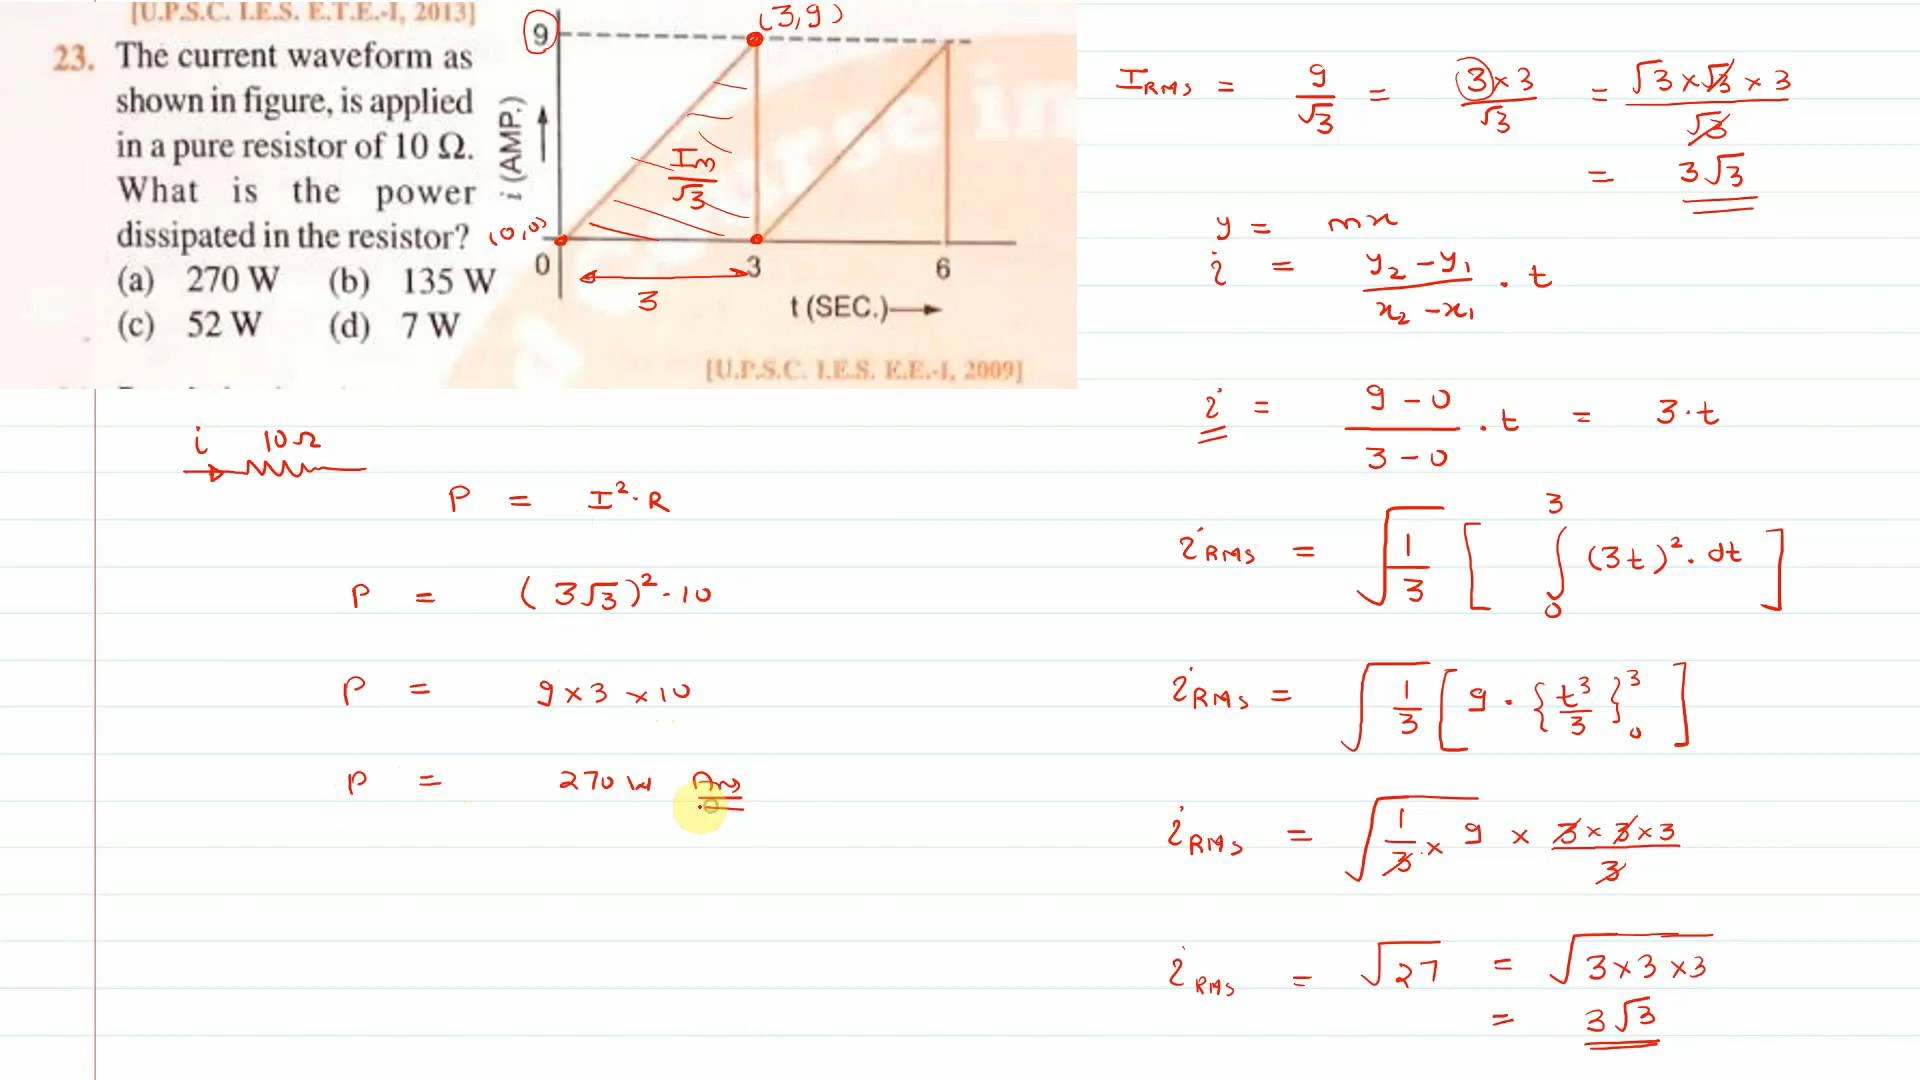 [U.P.S.C. I.E.S. E.T.E.-I, 2013]
23. The current waveform as
shown in figure, is applied
in a pure resistor of 10 Ω.
What is the power
dissipated in the resistor?
(a) 270 W (b) 135 W
(c) 52 W (d) 7 W
9
(3,9)
i (AMP.)
Im/√3
(0,0)
0
3
6
3
t (SEC.)
[U.P.S.C. I.E.S. E.E.-I, 2009]
i 10Ω
P = I²·R
P = (3√3)²·10
P = 9×3×10
P = 270 W Ans
IRMS = 9/√3 = 3×3/√3 = √3×√3×3/√3
= 3√3
y = mx
i = y₂-y₁/x₂-x₁ · t
i = 9-0/3-0 · t = 3·t
iRMS = √1/3 [∫₀³ (3t)²·dt]
iRMS = √1/3 [9·{t³/3}₀³]
iRMS = √1/3 × 9 × 3×3×3/3
iRMS = √27 = √3×3×3
= 3√3